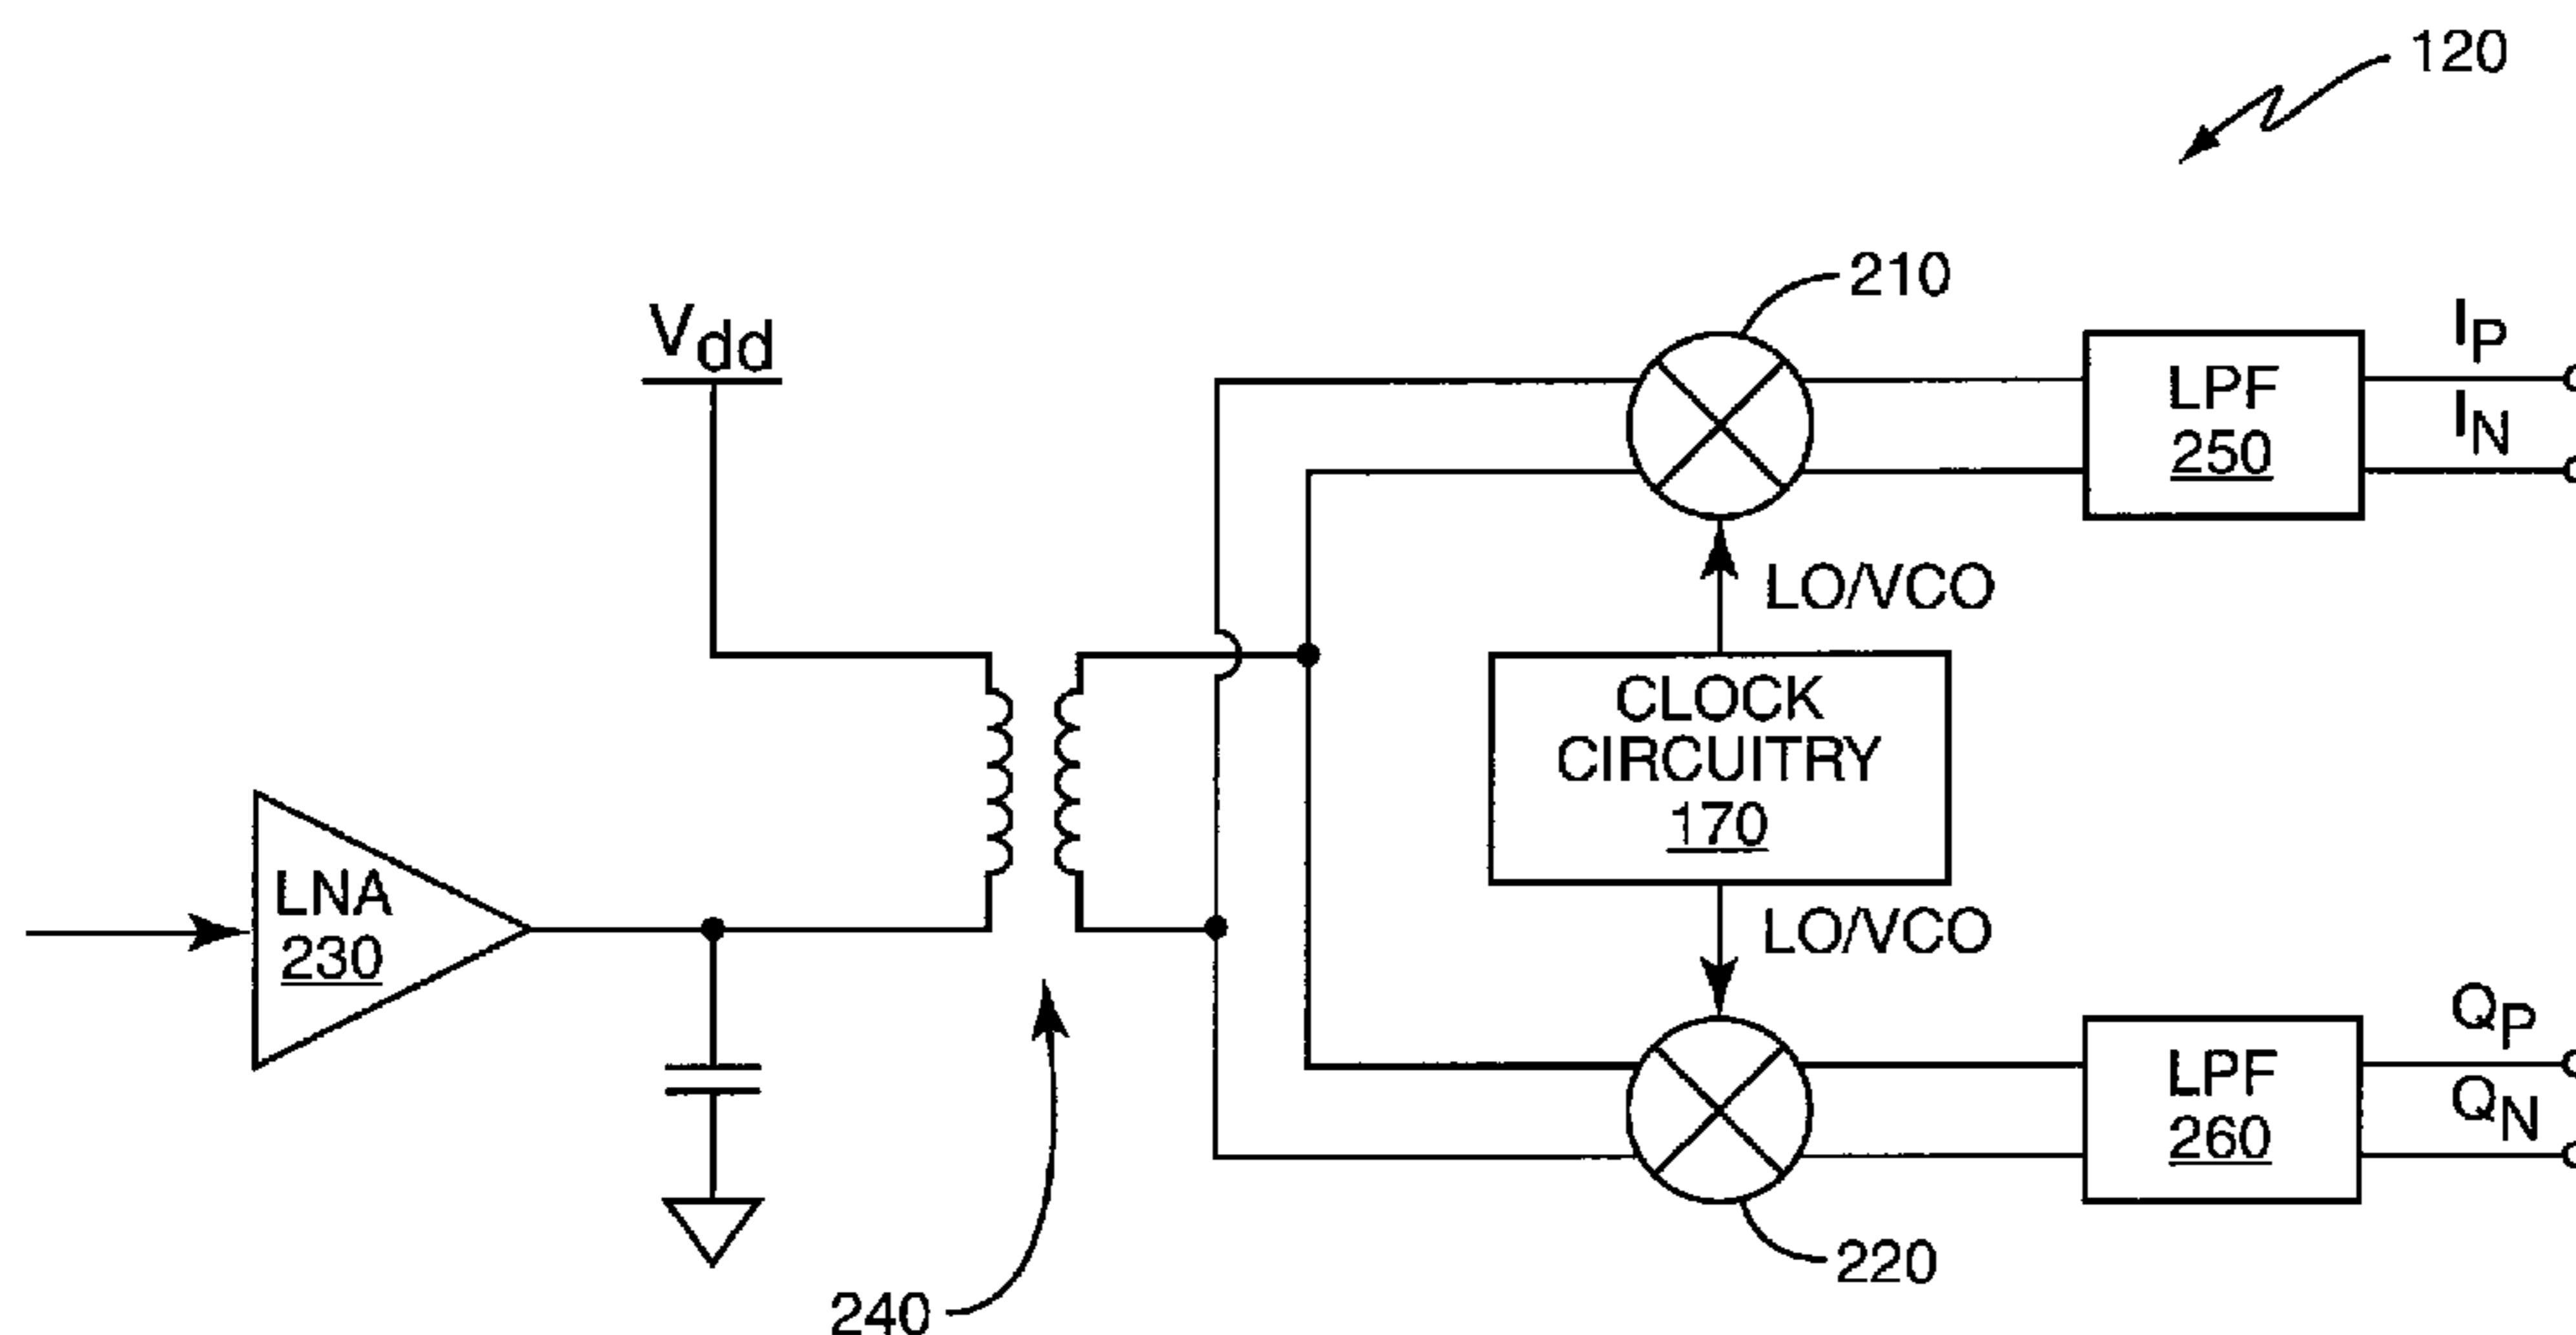 120
210
Vdd
IP
LPF
250
IN
LO/VCO
CLOCK
CIRCUITRY
170
LNA
230
LO/VCO
QP
LPF
260
QN
220
240